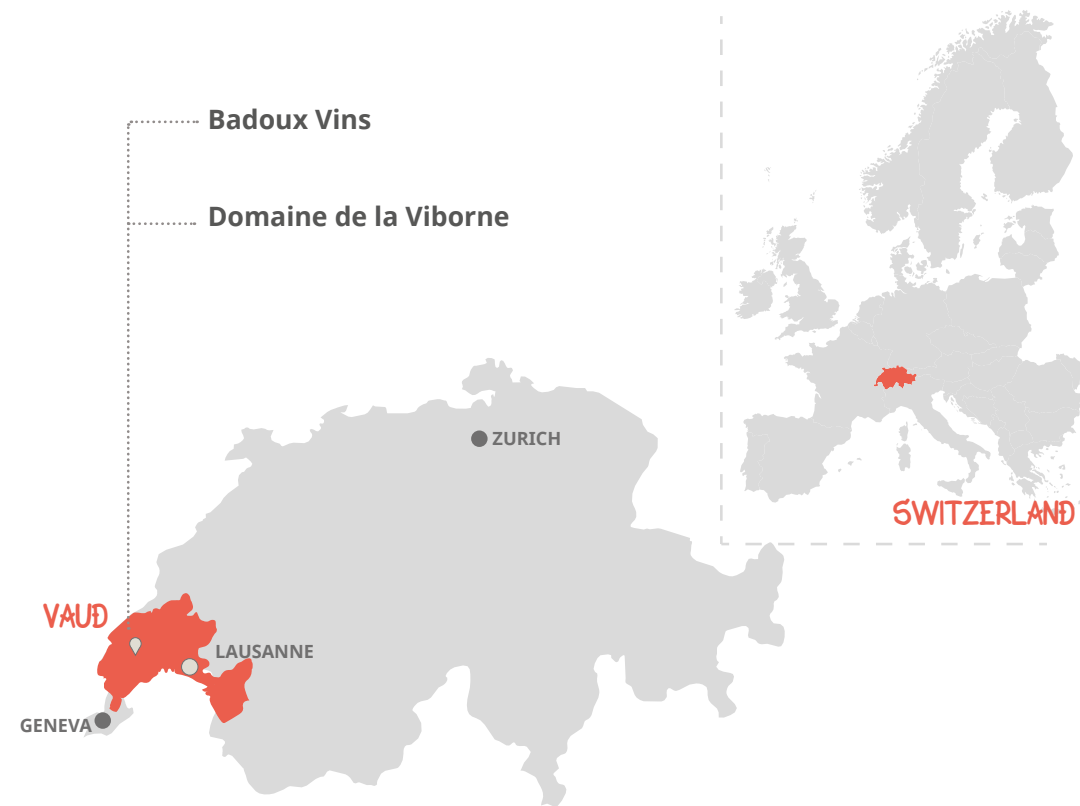 Badoux Vins
Domaine de la Viborne
ZURICH
SWITZERLAND
VAUD
LAUSANNE
GENEVA